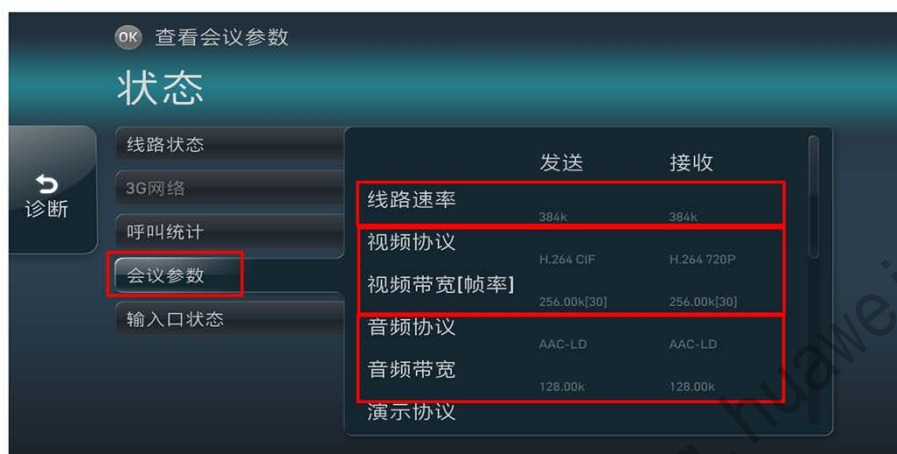 OK 查看会议参数
状态
诊断
线路状态
3G网络
呼叫统计
会议参数
输入口状态
发送 接收
线路速率 384k 384k
视频协议 H.264 CIF H.264 720P
视频带宽[帧率] 256.00k[30] 256.00k[30]
音频协议 AAC-LD AAC-LD
音频带宽 128.00k 128.00k
演示协议
huawei